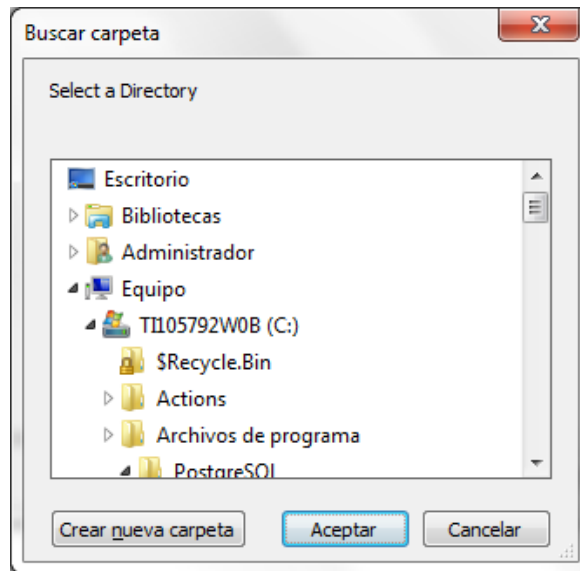 Buscar carpeta
Select a Directory
Escritorio
Bibliotecas
Administrador
Equipo
TI105792W0B (C:)
$Recycle.Bin
Actions
Archivos de programa
PostgreSQL
Crear nueva carpeta
Aceptar
Cancelar